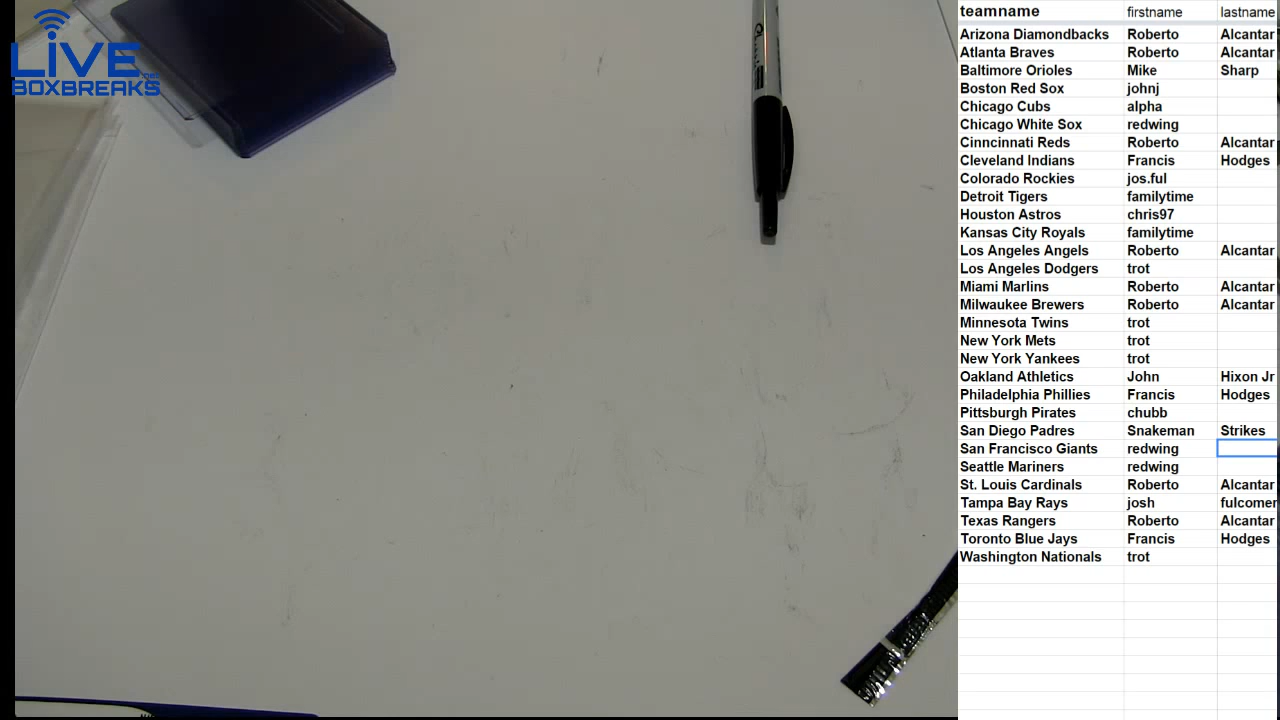 LIVE
BOXBREAKS
teamname firstname lastname
Arizona Diamondbacks Roberto Alcantar
Atlanta Braves Roberto Alcantar
Baltimore Orioles Mike Sharp
Boston Red Sox johnj
Chicago Cubs alpha
Chicago White Sox redwing
Cinncinnati Reds Roberto Alcantar
Cleveland Indians Francis Hodges
Colorado Rockies jos.ful
Detroit Tigers familytime
Houston Astros chris97
Kansas City Royals familytime
Los Angeles Angels Roberto Alcantar
Los Angeles Dodgers trot
Miami Marlins Roberto Alcantar
Milwaukee Brewers Roberto Alcantar
Minnesota Twins trot
New York Mets trot
New York Yankees trot
Oakland Athletics John Hixon Jr
Philadelphia Phillies Francis Hodges
Pittsburgh Pirates chubb
San Diego Padres Snakeman Strikes
San Francisco Giants redwing
Seattle Mariners redwing
St. Louis Cardinals Roberto Alcantar
Tampa Bay Rays josh fulcomer
Texas Rangers Roberto Alcantar
Toronto Blue Jays Francis Hodges
Washington Nationals trot